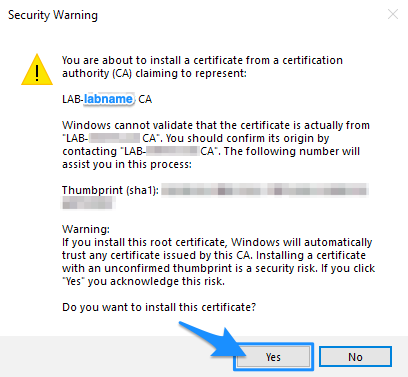 Security Warning
You are about to install a certificate from a certification
authority (CA) claiming to represent:
LAB-labname, CA
Windows cannot validate that the certificate is actually from
"LAB- CA". You should confirm its origin by
contacting "LAB- CA". The following number will
assist you in this process:
Thumbprint (sha1):
Warning:
If you install this root certificate, Windows will automatically
trust any certificate issued by this CA. Installing a certificate
with an unconfirmed thumbprint is a security risk. If you click
"Yes" you acknowledge this risk.
Do you want to install this certificate?
Yes No